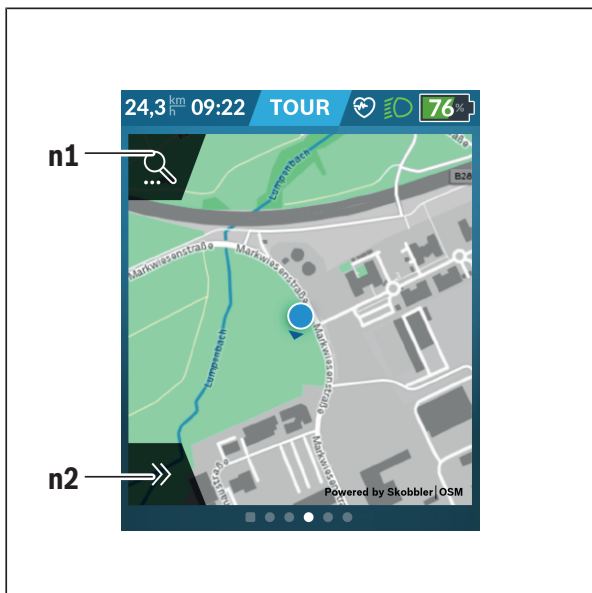 24,3 km/h 09:22 TOUR 76%
n1
Lumpenbach
B28
Markwiesenstraße
Markwiesenstraße
Markwiesenstraße
Lumpenbach
Markwiesenstraße
n2
Powered by Skobbler|OSM